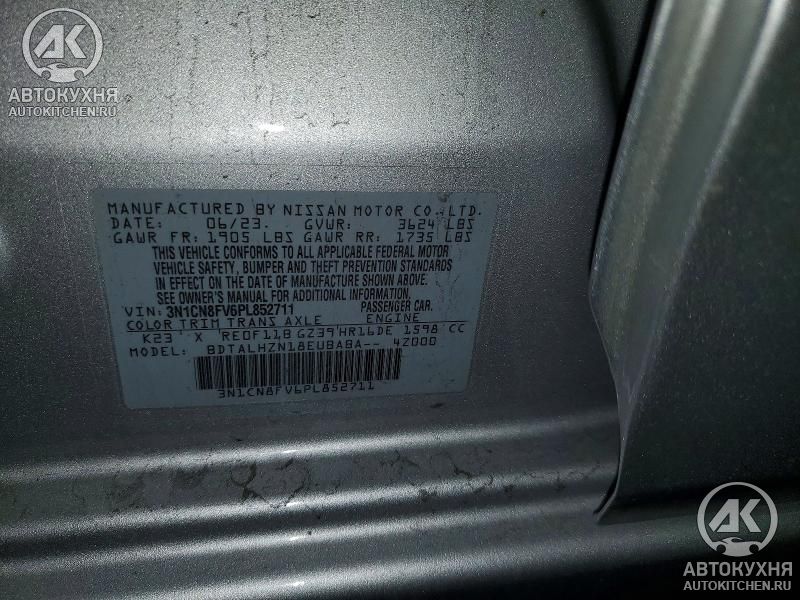 AK
АВТОКУХНЯ
AUTOKITCHEN.RU
MANUFACTURED BY NISSAN MOTOR CO.,LTD.
DATE: 06/23. GVWR: 3624 LBS
GAWR FR: 1905 LBS GAWR RR: 1735 LBS
THIS VEHICLE CONFORMS TO ALL APPLICABLE FEDERAL MOTOR
VEHICLE SAFETY, BUMPER AND THEFT PREVENTION STANDARDS
IN EFFECT ON THE DATE OF MANUFACTURE SHOWN ABOVE.
SEE OWNER'S MANUAL FOR ADDITIONAL INFORMATION.
VIN: 3N1CN8FV6PL852711 PASSENGER CAR.
COLOR TRIM TRANS AXLE ENGINE
K23 X RE0F11B GZ39 HR16DE 1598 CC
MODEL: BDTALHZN18EUBABA-- 4Z000
3N1CN8FV6PL852711
AK
АВТОКУХНЯ
AUTOKITCHEN.RU